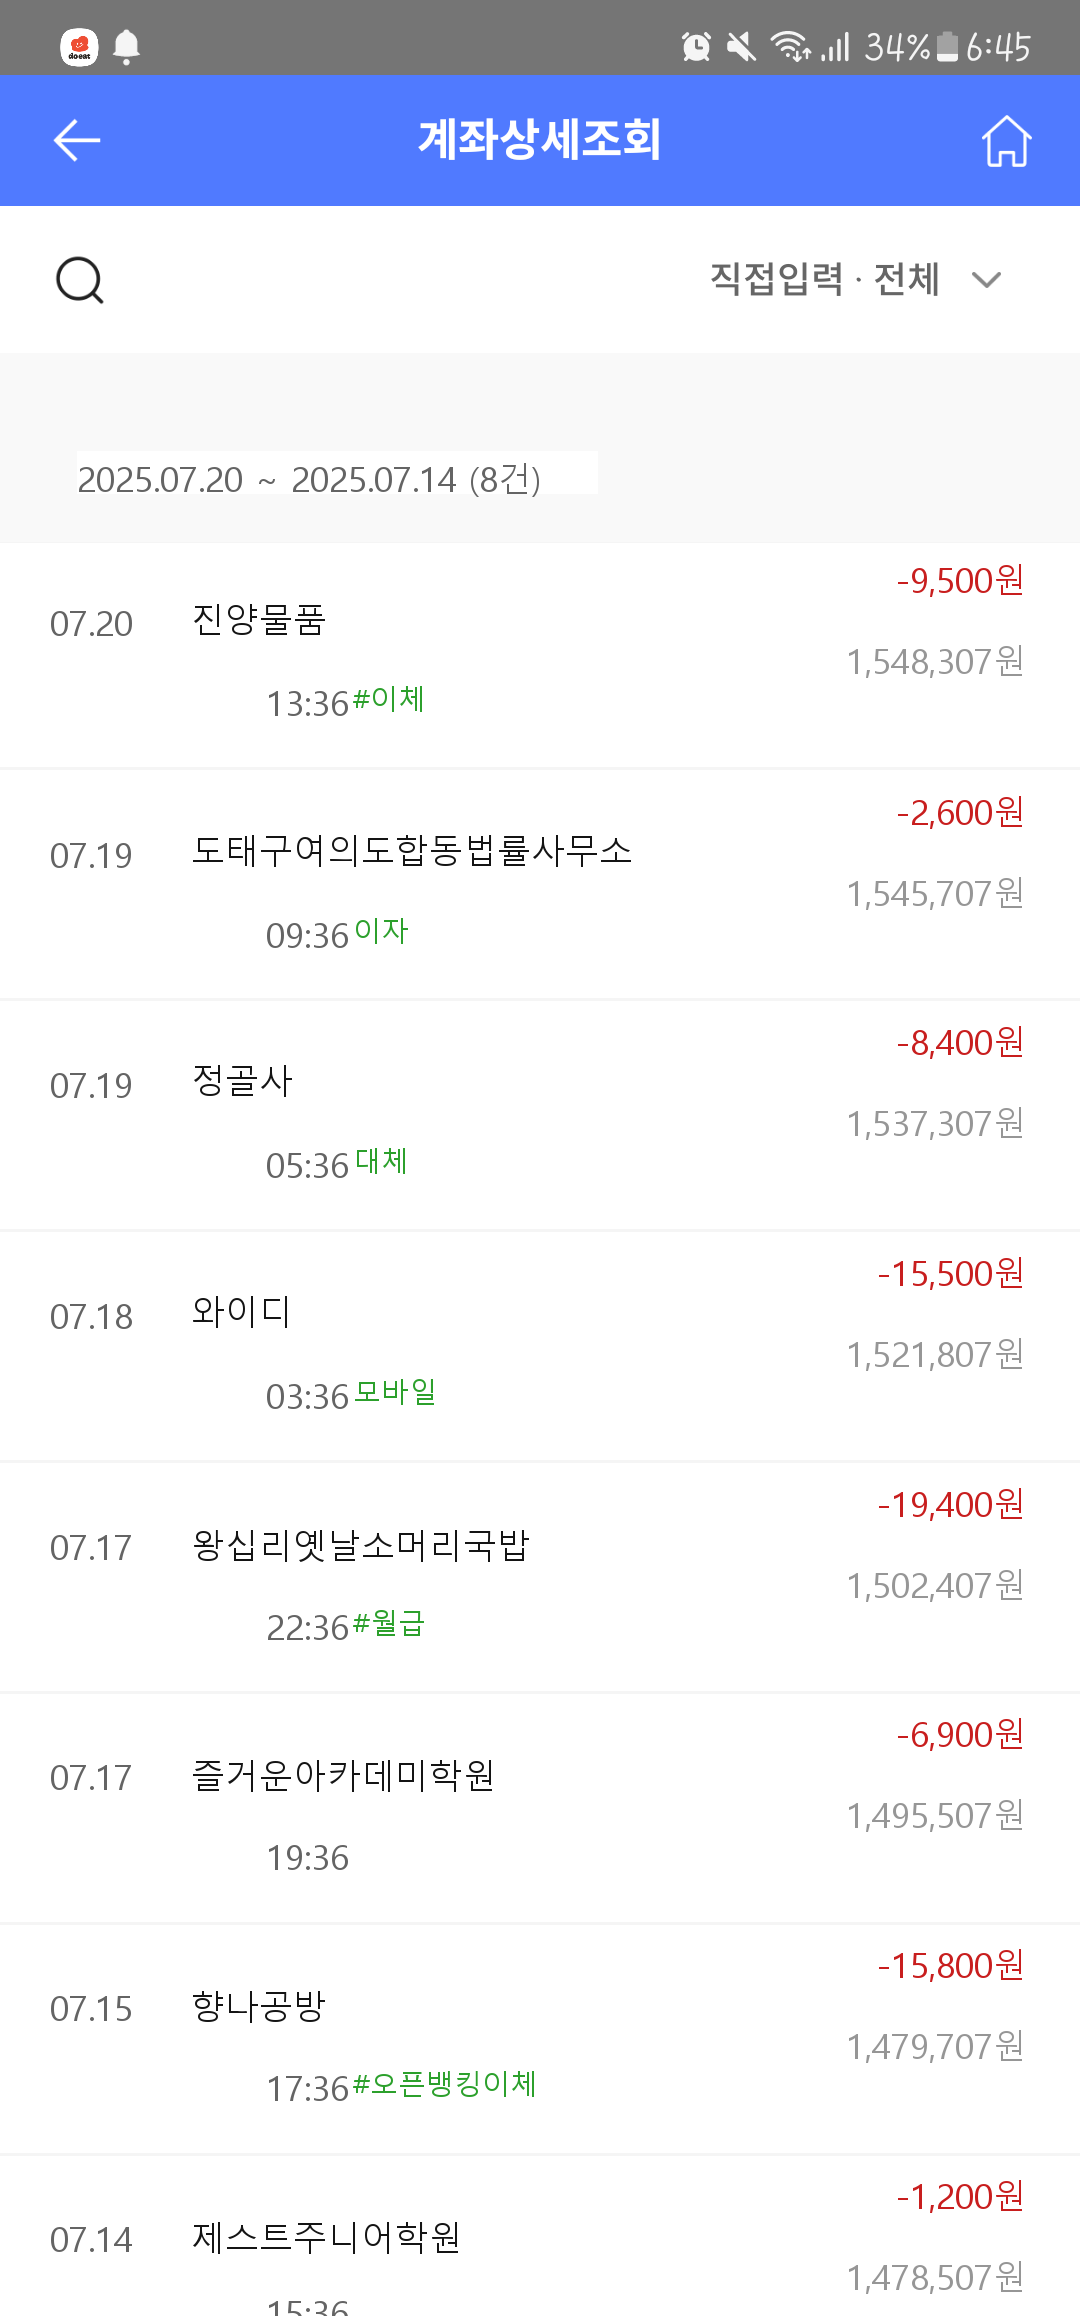 doeat 34% 6:45
계좌상세조회
직접입력 · 전체
2025.07.20 ~ 2025.07.14 (8건)
-9,500원
07.20 진양물품
1,548,307원
13:36 #이체
-2,600원
07.19 도태구여의도합동법률사무소
1,545,707원
09:36 이자
-8,400원
07.19 정골사
1,537,307원
05:36 대체
-15,500원
07.18 와이디
1,521,807원
03:36 모바일
-19,400원
07.17 왕십리옛날소머리국밥
1,502,407원
22:36 #월급
-6,900원
07.17 즐거운아카데미학원
1,495,507원
19:36
-15,800원
07.15 향나공방
1,479,707원
17:36 #오픈뱅킹이체
-1,200원
07.14 제스트주니어학원
1,478,507원
15:36